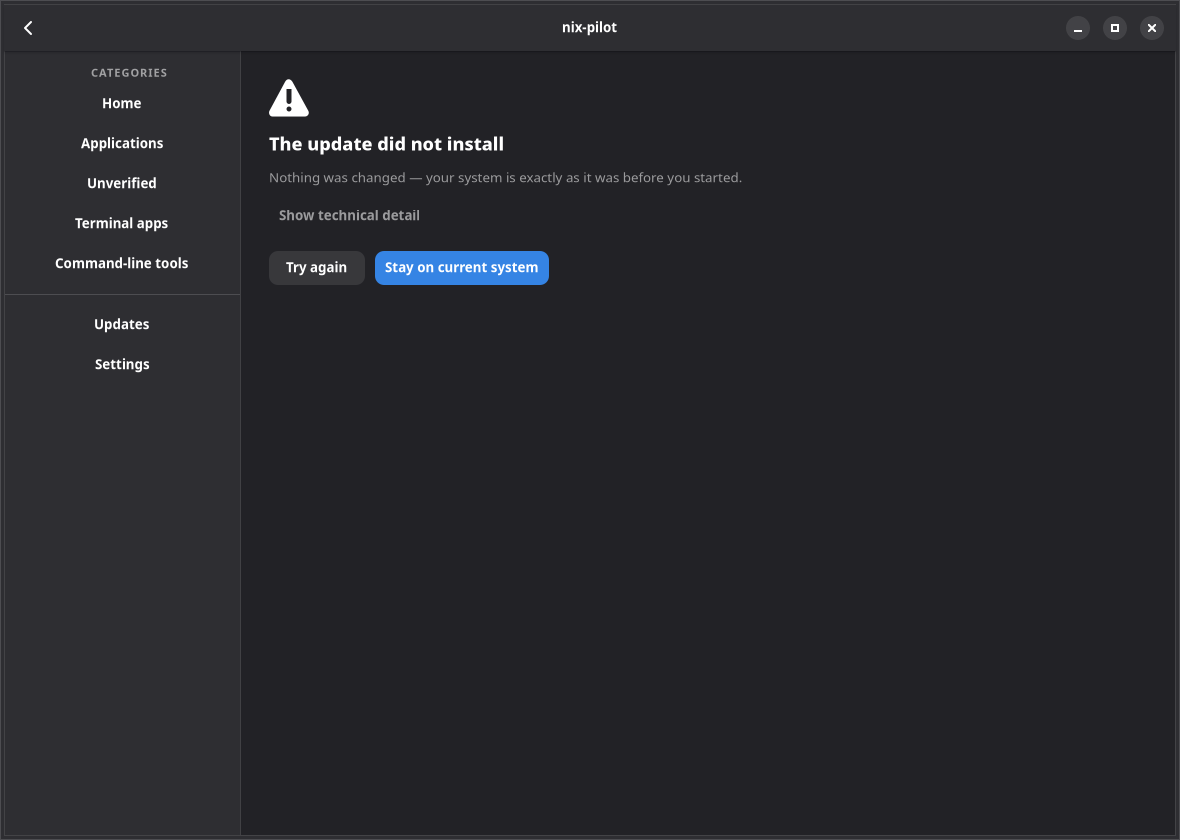 nix-pilot
CATEGORIES
Home
Applications
Unverified
Terminal apps
Command-line tools
Updates
Settings
The update did not install
Nothing was changed — your system is exactly as it was before you started.
Show technical detail
Try again
Stay on current system